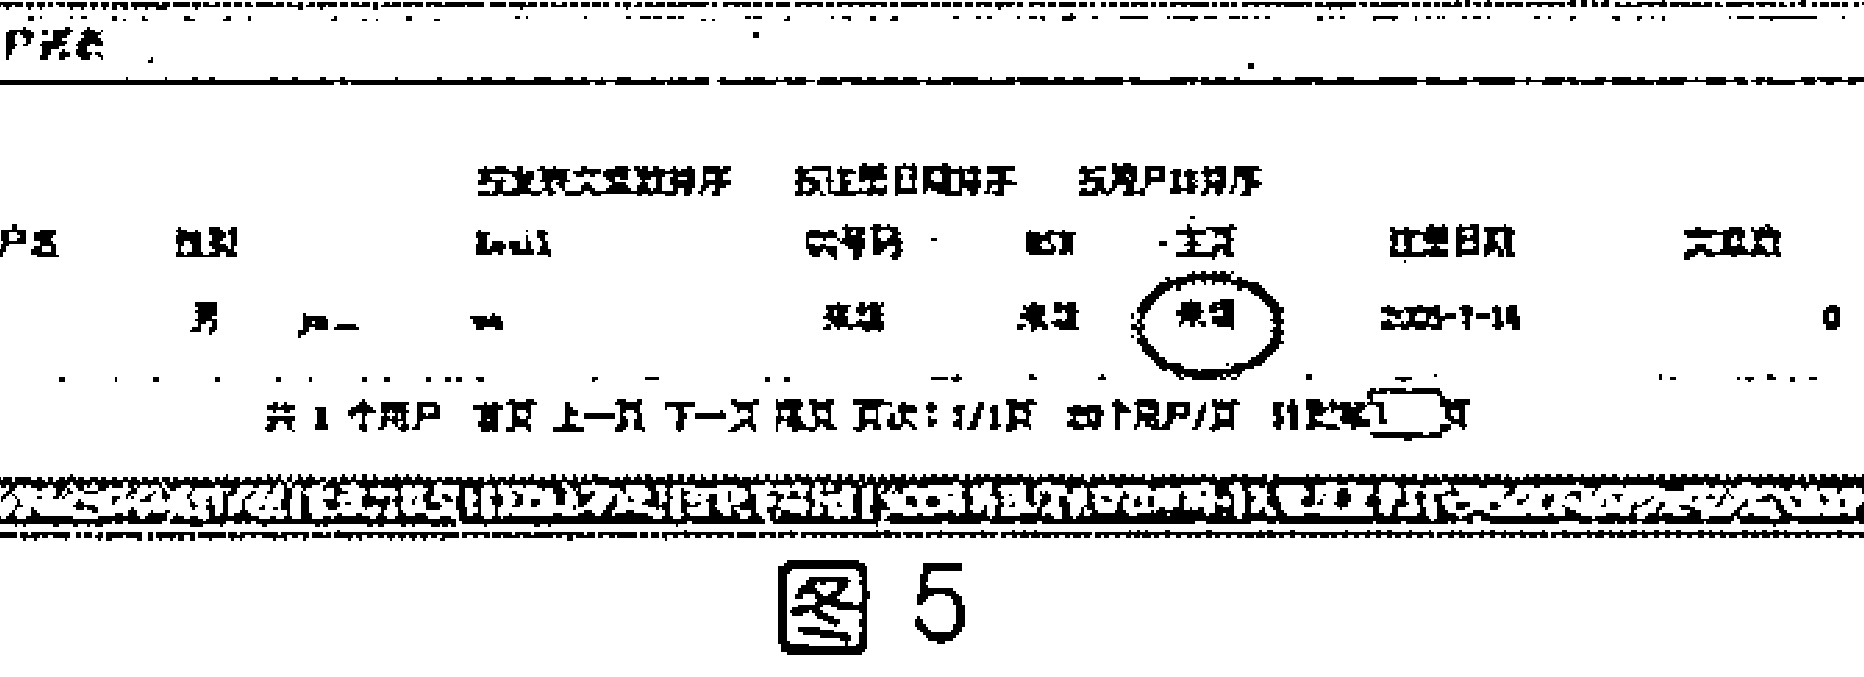 户列表
按发表文章数排序 按注册日期排序 按用户名排序
户名 性别 Email QQ号码 MSN 主页 注册日期 文章数
男 未填 未填 未填 0
共 1 个用户 首页 上一页 下一页 尾页 页次：1/1页 20个用户/页 转到第1页
图 5